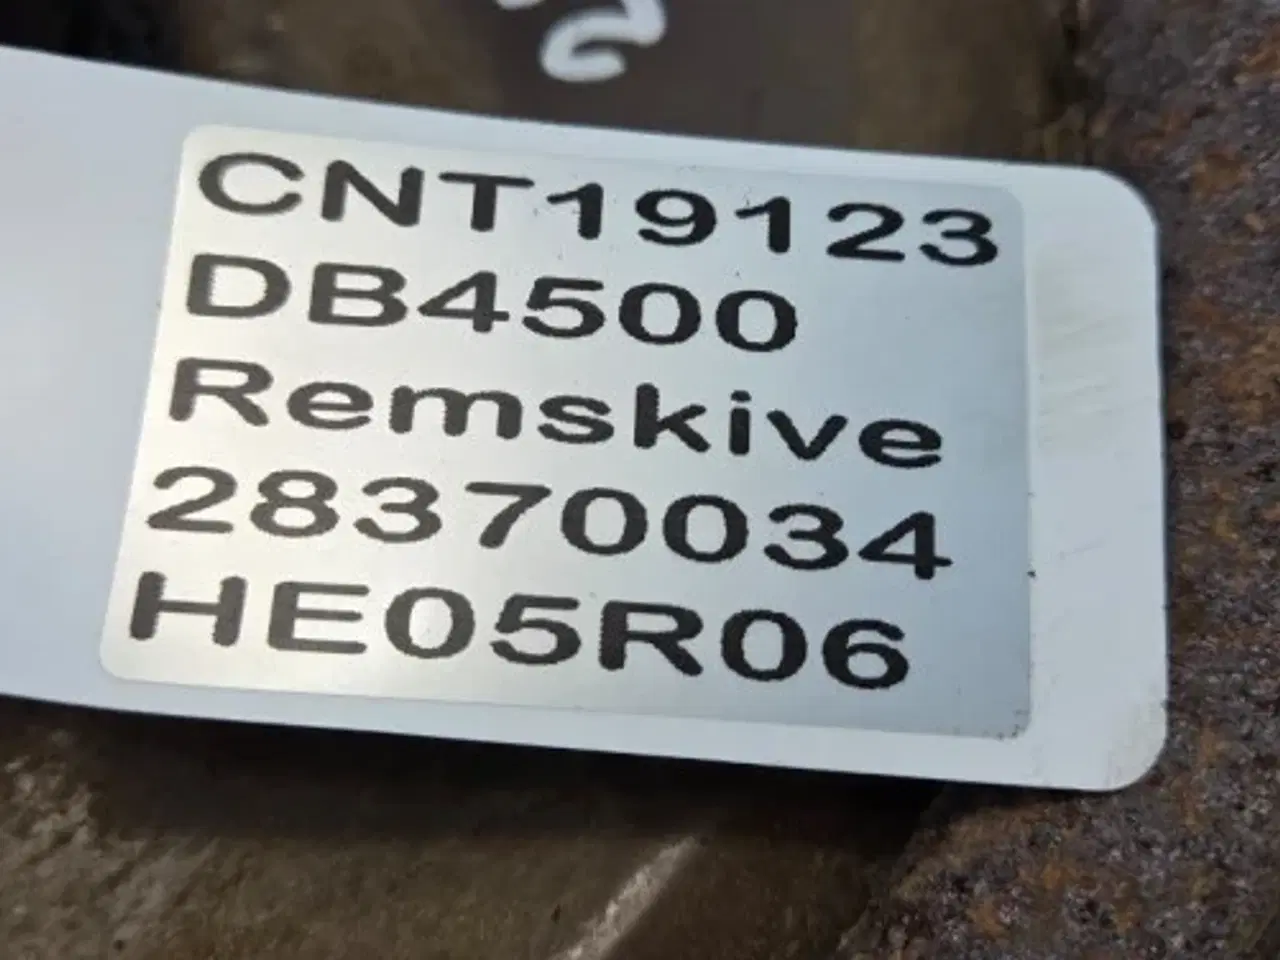 CNT19123
DB4500
Remskive
28370034
HE05R06